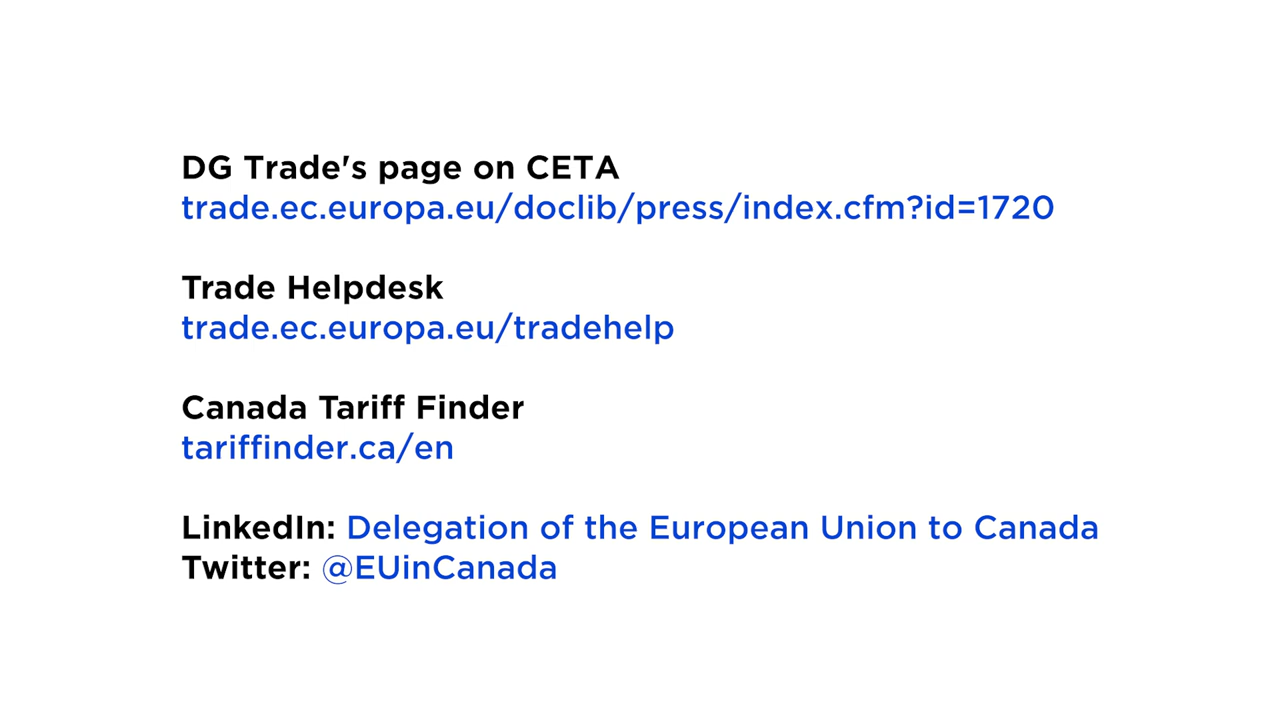 DG Trade's page on CETA
trade.ec.europa.eu/doclib/press/index.cfm?id=1720
Trade Helpdesk
trade.ec.europa.eu/tradehelp
Canada Tariff Finder
tariffinder.ca/en
LinkedIn: Delegation of the European Union to Canada
Twitter: @EUinCanada